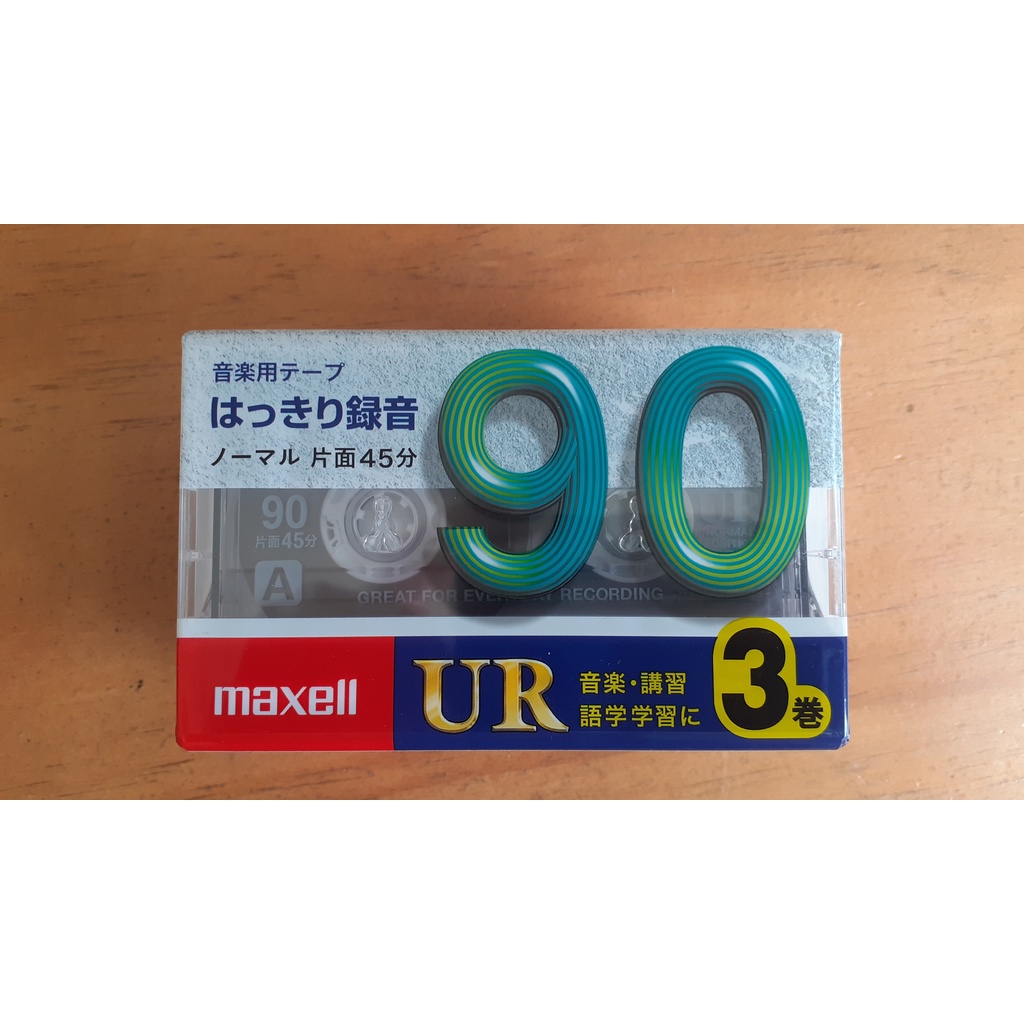 音楽用テープ
はっきり録音
ノーマル 片面45分
90
90
片面45分
A
UR
GREAT FOR EVERYDAY RECORDING
maxell
UR
音楽・講習
語学学習に
3巻